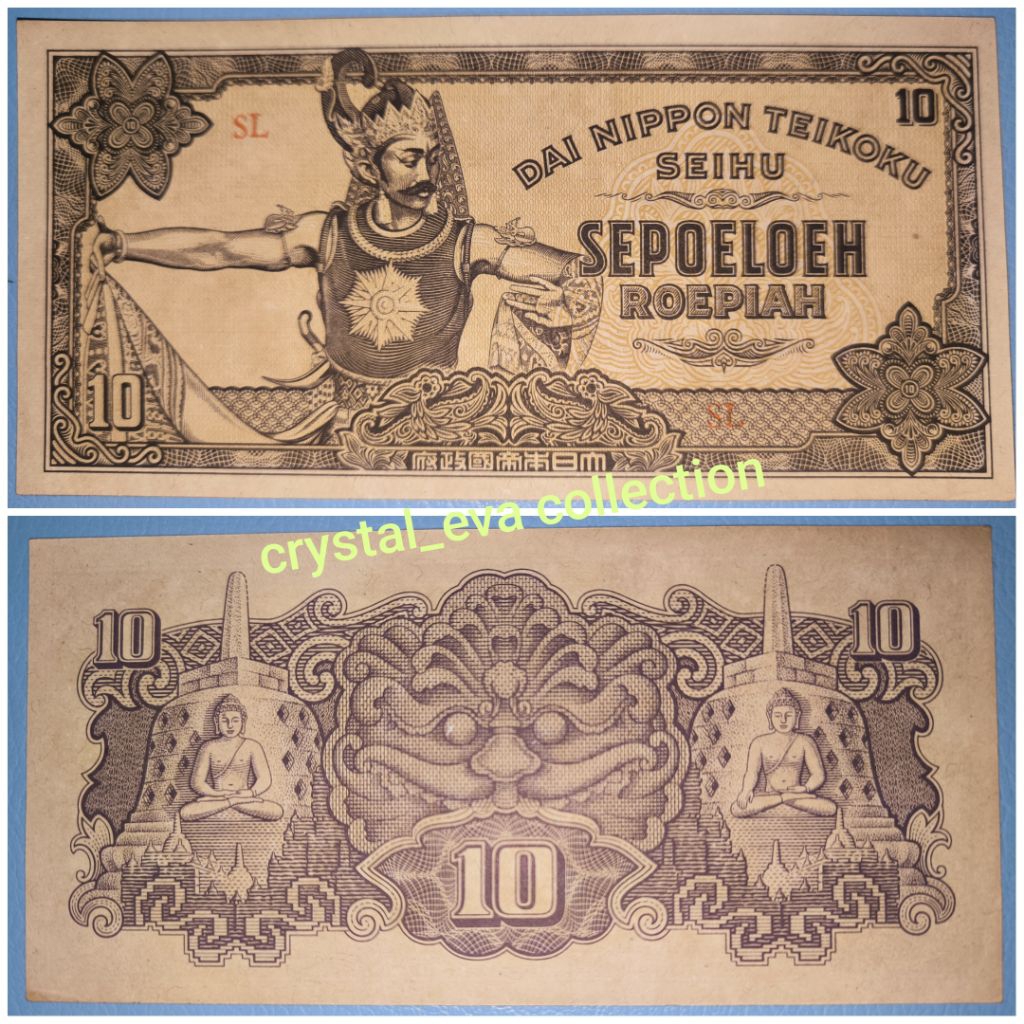 SL
10
DAI NIPPON TEIKOKU
SEIHU
SEPOELOEH
ROEPIAH
10
SL
府政國帝本日大
crystal_eva collection
10
10
10